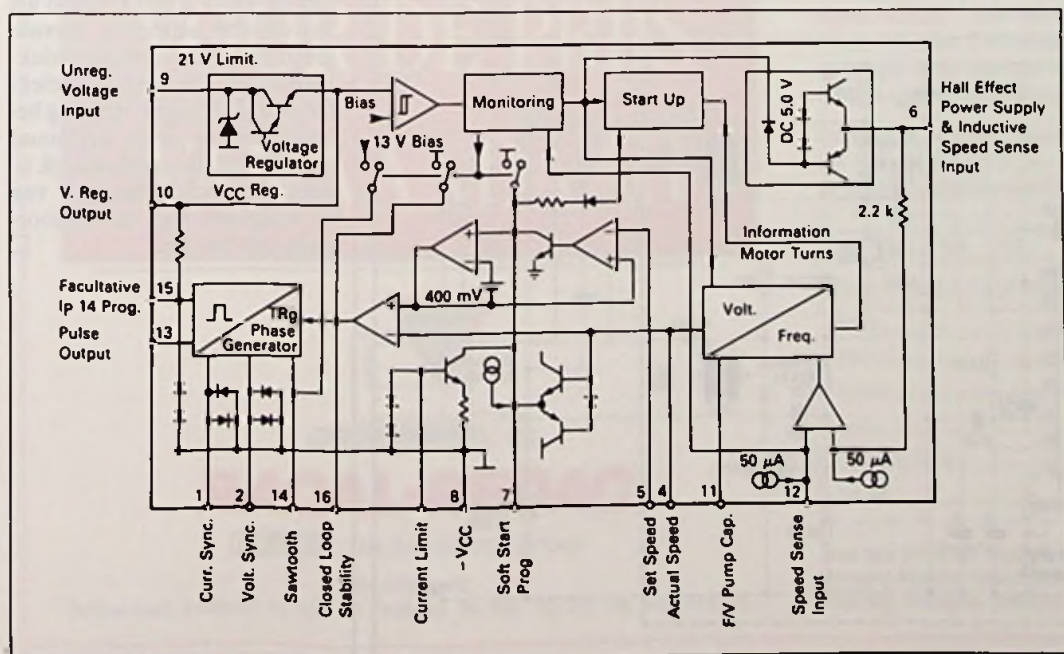 21 V Limit.
Unreg.
Voltage
Input
9
Voltage
Regulator
Bias
Monitoring
Start Up
DC 5.0 V
6
Hall Effect
Power Supply
& Inductive
Speed Sense
Input
13 V Bias
V. Reg.
Output
10
VCC Reg.
2.2 k
Information
Motor Turns
Facultative
Ip 14 Prog.
15
Pulse
Output
13
TRg
Phase
Generator
400 mV
+
−
−
+
+
−
Volt.
Freq.
50 µA
50 µA
1
2
14
16
8
7
5
4
11
12
Curr. Sync.
Volt. Sync.
Sawtooth
Closed Loop
Stability
Current Limit
− VCC
Soft Start
Prog
Set Speed
Actual Speed
F/V Pump Cap.
Speed Sense
Input